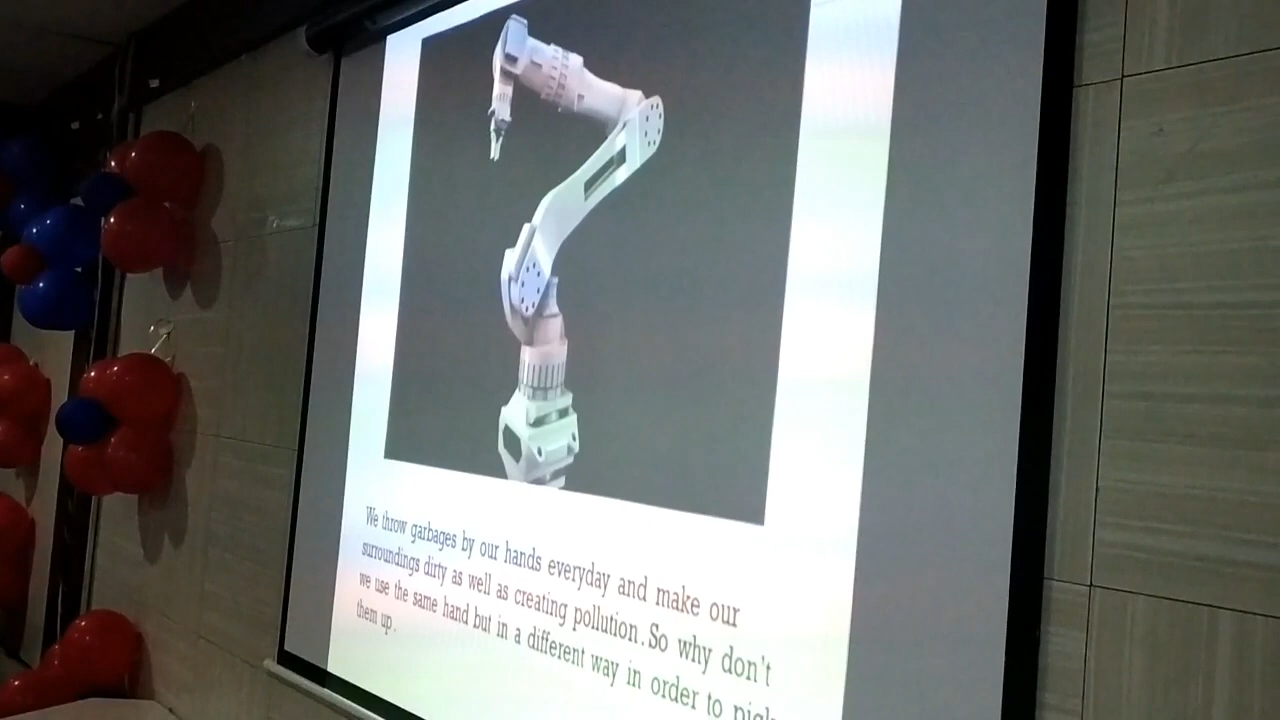 We throw garbages by our hands everyday and make our
surroundings dirty as well as creating pollution. So why don't
we use the same hand but in a different way in order to pick
them up.